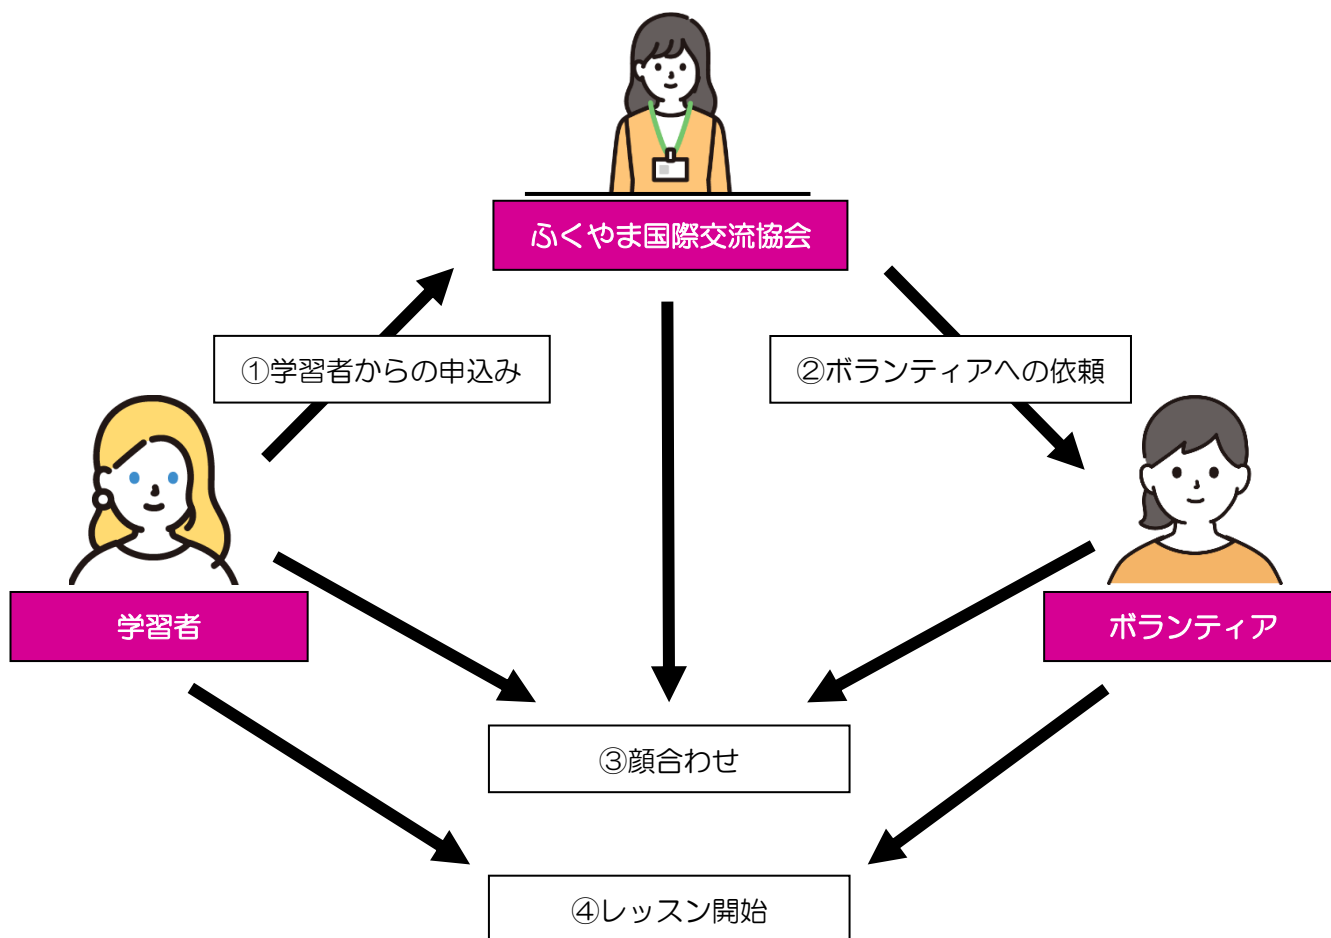 ふくやま国際交流協会
①学習者からの申込み
②ボランティアへの依頼
学習者
ボランティア
③顔合わせ
④レッスン開始